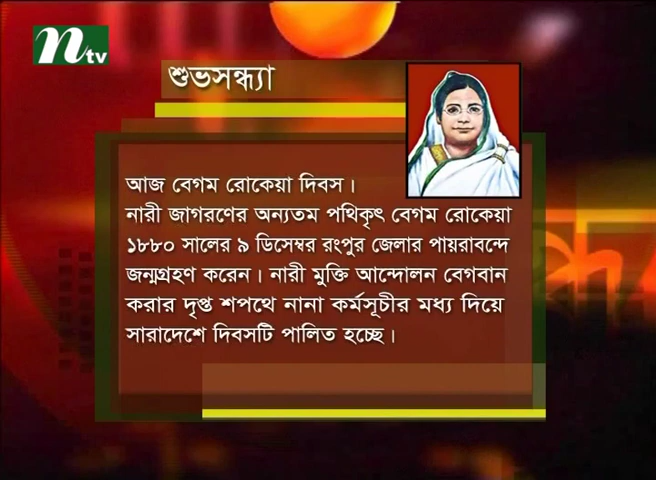 ntv
শুভসন্ধ্যা
আজ বেগম রোকেয়া দিবস।
নারী জাগরণের অন্যতম পথিকৃৎ বেগম রোকেয়া
১৮৮০ সালের ৯ ডিসেম্বর রংপুর জেলার পায়রাবন্দে
জন্মগ্রহণ করেন। নারী মুক্তি আন্দোলন বেগবান
করার দৃপ্ত শপথে নানা কর্মসূচীর মধ্য দিয়ে
সারাদেশে দিবসটি পালিত হচ্ছে।